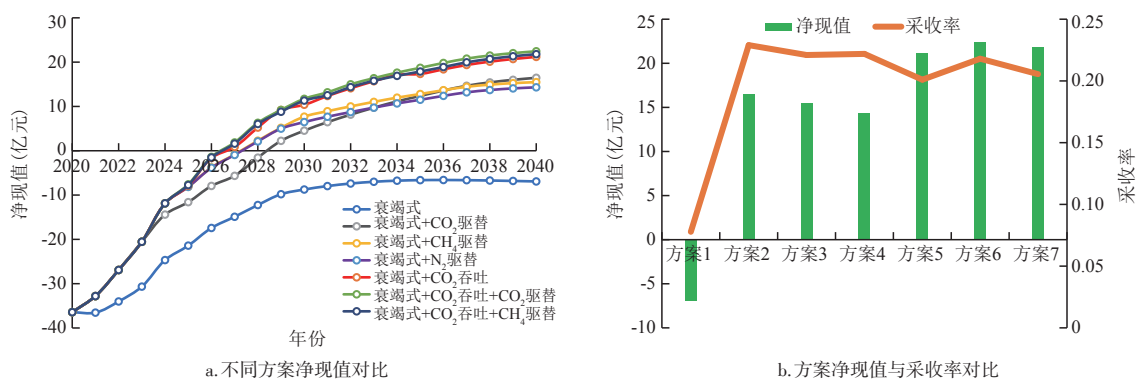 净现值(亿元)
30
20
10
0
-10
-20
-30
-40
2020 2022 2024 2026 2028 2030 2032 2034 2036 2038 2040
衰竭式
衰竭式+CO₂驱替
衰竭式+CH₄驱替
衰竭式+N₂驱替
衰竭式+CO₂吞吐
衰竭式+CO₂吞吐+CO₂驱替
衰竭式+CO₂吞吐+CH₄驱替
年份
a.不同方案净现值对比
净现值 采收率
净现值(亿元)
25
20
15
10
5
0
-5
-10
方案1 方案2 方案3 方案4 方案5 方案6 方案7
0.25
0.20
0.15
0.10
0.05
0
采收率
b.方案净现值与采收率对比